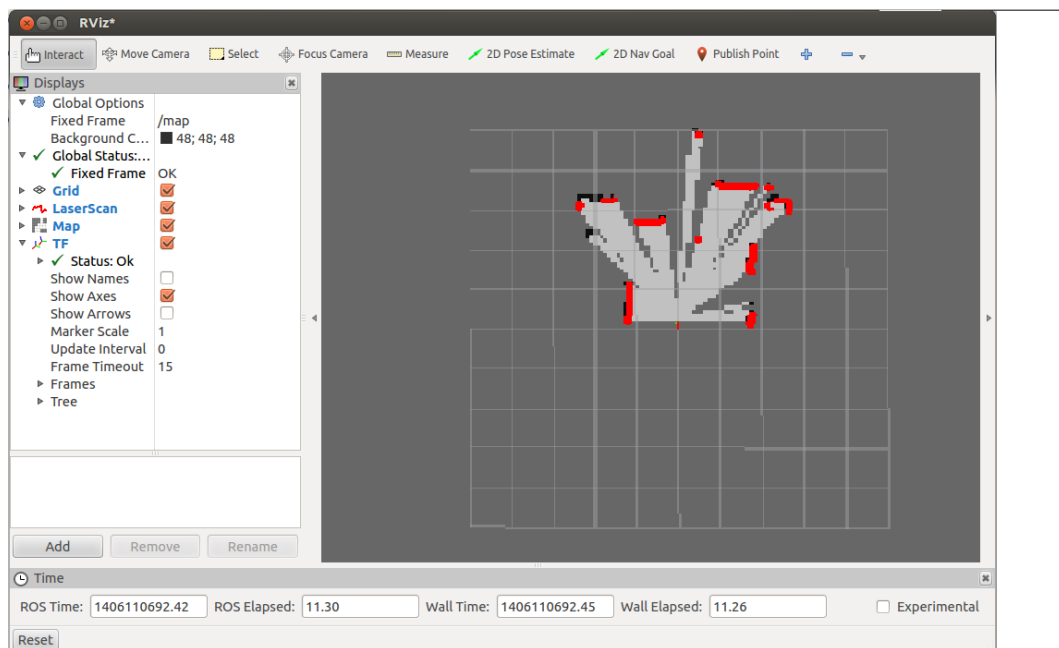 RViz*
Interact Move Camera Select Focus Camera Measure 2D Pose Estimate 2D Nav Goal Publish Point
Displays
Global Options
Fixed Frame /map
Background C... 48; 48; 48
Global Status:...
Fixed Frame OK
Grid
LaserScan
Map
TF
Status: Ok
Show Names
Show Axes
Show Arrows
Marker Scale 1
Update Interval 0
Frame Timeout 15
Frames
Tree
Add Remove Rename
Time
ROS Time: 1406110692.42 ROS Elapsed: 11.30 Wall Time: 1406110692.45 Wall Elapsed: 11.26 Experimental
Reset